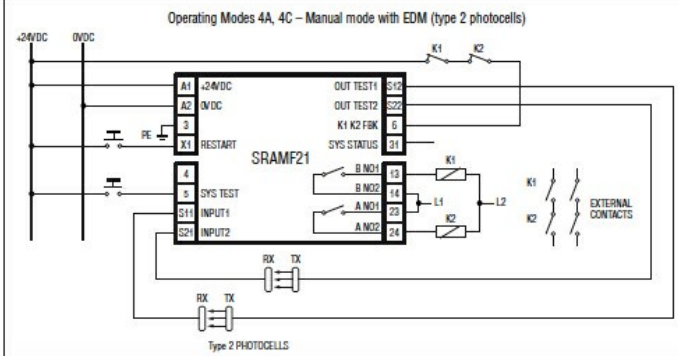 Operating Modes 4A, 4C – Manual mode with EDM (type 2 photocells)
+24VDC 0VDC
K1 K2
A1 +24VDC OUT TEST1 S12
A2 0VDC OUT TEST2 S22
PE 3 K1 K2 FBK 6
X1 RESTART SYS STATUS 31
SRAMF21
4 B NO1 13 K1
5 SYS TEST B NO2 14
L1 L2
S11 INPUT1 A NO1 23
S21 INPUT2 A NO2 24 K2
K1
K2
EXTERNAL
CONTACTS
RX TX
RX TX
Type 2 PHOTOCELLS